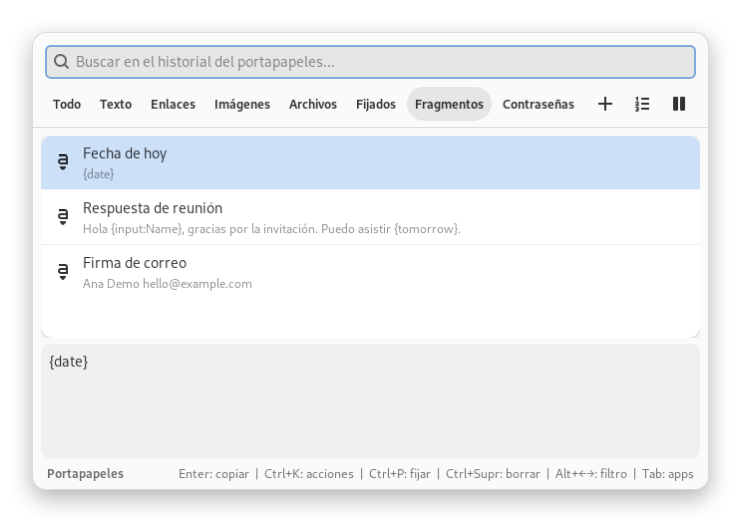 Buscar en el historial del portapapeles...
Todo Texto Enlaces Imágenes Archivos Fijados Fragmentos Contraseñas
Fecha de hoy
{date}
Respuesta de reunión
Hola {input:Name}, gracias por la invitación. Puedo asistir {tomorrow}.
Firma de correo
Ana Demo hello@example.com
{date}
Portapapeles Enter: copiar | Ctrl+K: acciones | Ctrl+P: fijar | Ctrl+Supr: borrar | Alt+↔: filtro | Tab: apps